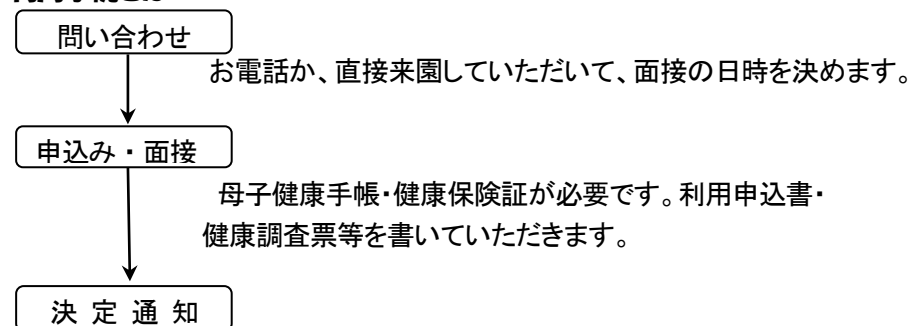 問い合わせ
お電話か、直接来園していただいて、面接の日時を決めます。
申込み・面接
母子健康手帳・健康保険証が必要です。利用申込書・
健康調査票等を書いていただきます。
決 定 通 知